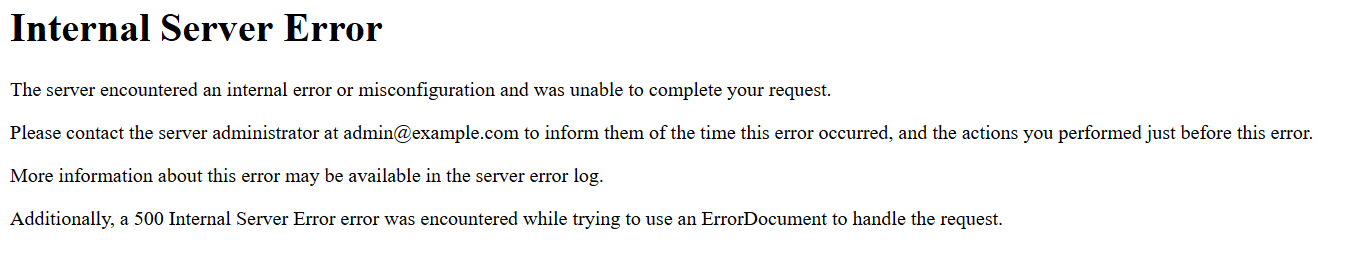 Internal Server Error
The server encountered an internal error or misconfiguration and was unable to complete your request.
Please contact the server administrator at admin@example.com to inform them of the time this error occurred, and the actions you performed just before this error.
More information about this error may be available in the server error log.
Additionally, a 500 Internal Server Error error was encountered while trying to use an ErrorDocument to handle the request.